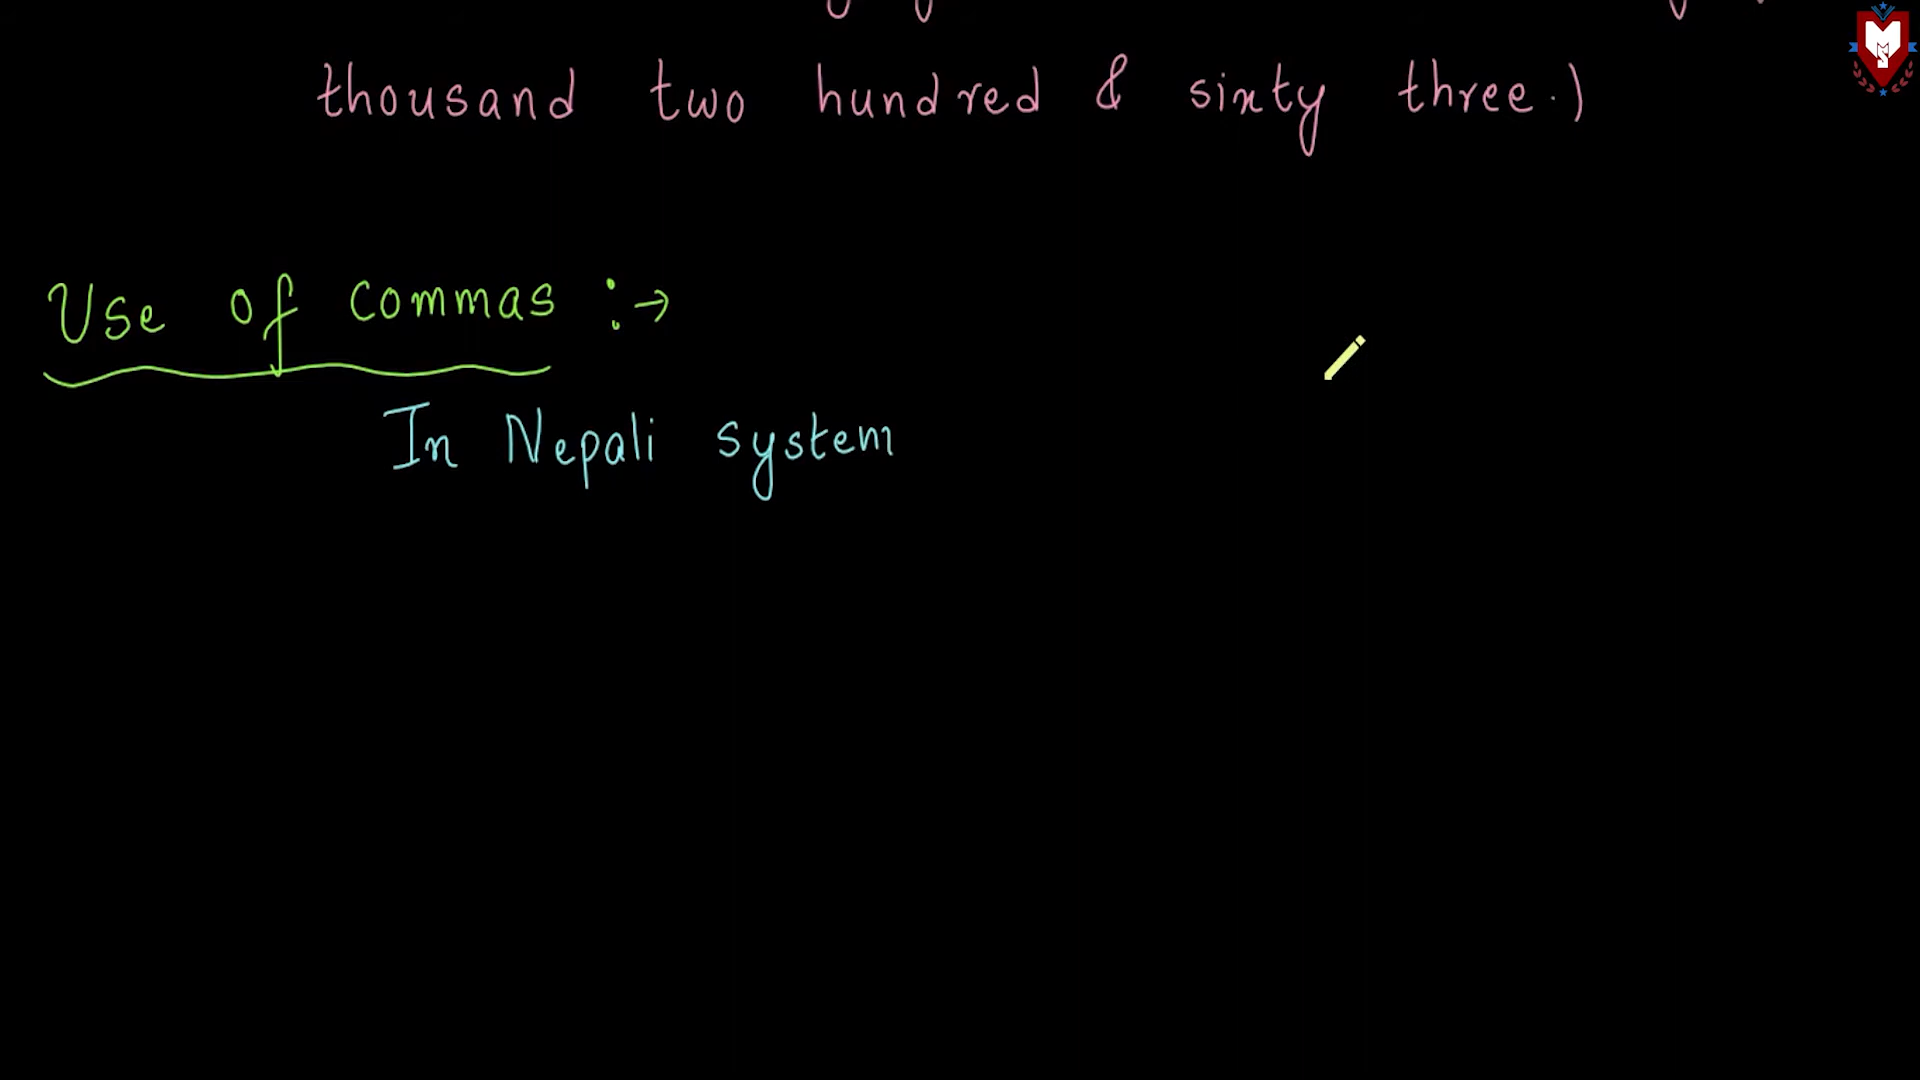 thousand two hundred & sixty three.)
Use of commas :→
In Nepali system